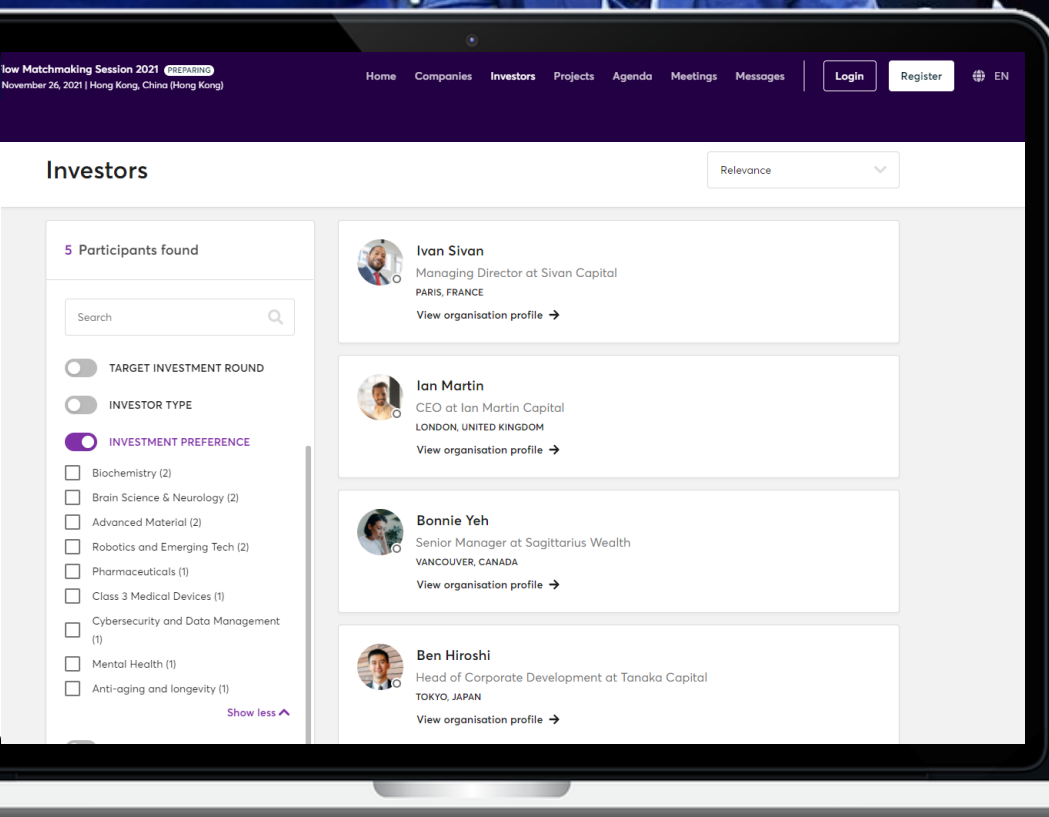 low Matchmaking Session 2021 PREPARING
November 26, 2021 | Hong Kong, China (Hong Kong)
Home Companies Investors Projects Agenda Meetings Messages Login Register EN
Investors
Relevance
5 Participants found
Search
TARGET INVESTMENT ROUND
INVESTOR TYPE
INVESTMENT PREFERENCE
Biochemistry (2)
Brain Science & Neurology (2)
Advanced Material (2)
Robotics and Emerging Tech (2)
Pharmaceuticals (1)
Class 3 Medical Devices (1)
Cybersecurity and Data Management
(1)
Mental Health (1)
Anti-aging and longevity (1)
Show less
Ivan Sivan
Managing Director at Sivan Capital
PARIS, FRANCE
View organisation profile →
Ian Martin
CEO at Ian Martin Capital
LONDON, UNITED KINGDOM
View organisation profile →
Bonnie Yeh
Senior Manager at Sagittarius Wealth
VANCOUVER, CANADA
View organisation profile →
Ben Hiroshi
Head of Corporate Development at Tanaka Capital
TOKYO, JAPAN
View organisation profile →